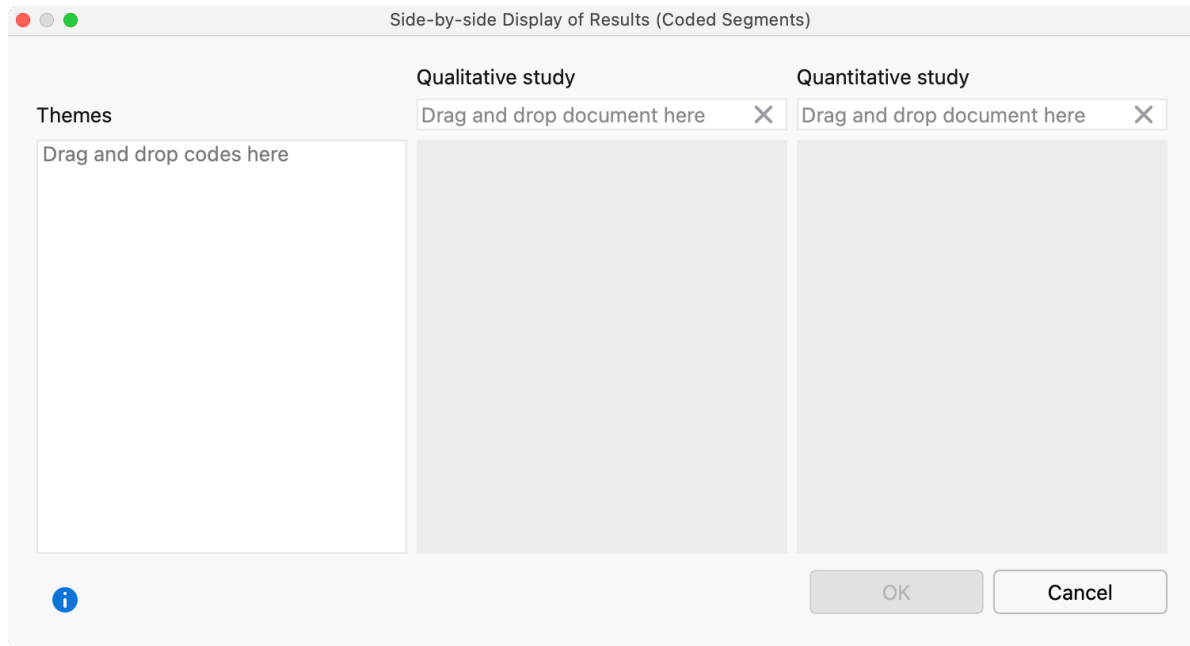 Side-by-side Display of Results (Coded Segments)
Qualitative study
Quantitative study
Themes
Drag and drop document here
Drag and drop document here
Drag and drop codes here
OK
Cancel